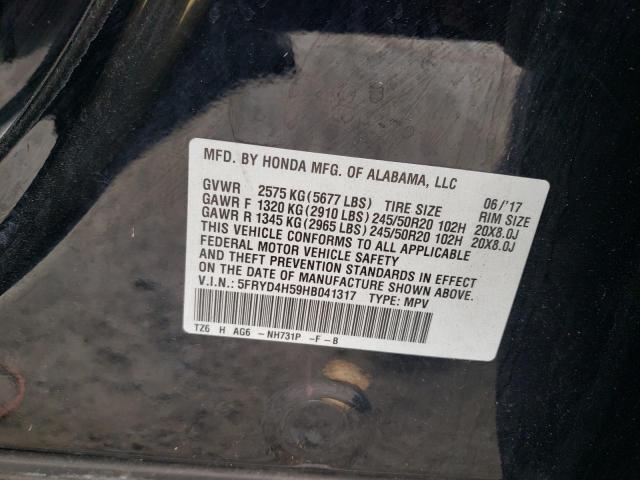 MFD. BY HONDA MFG. OF ALABAMA, LLC
GVWR 2575 KG(5677 LBS) TIRE SIZE 06/'17 RIM SIZE
GAWR F 1320 KG(2910 LBS) 245/50R20 102H 20X8.0J
GAWR R 1345 KG(2965 LBS) 245/50R20 102H 20X8.0J
THIS VEHICLE CONFORMS TO ALL APPLICABLE
FEDERAL MOTOR VEHICLE SAFETY
AND THEFT PREVENTION STANDARDS IN EFFECT
ON THE DATE OF MANUFACTURE SHOWN ABOVE.
V.I.N.: 5FRYD4H59HB041317 TYPE: MPV
TZ6 H AG6 -NH731P -F-B